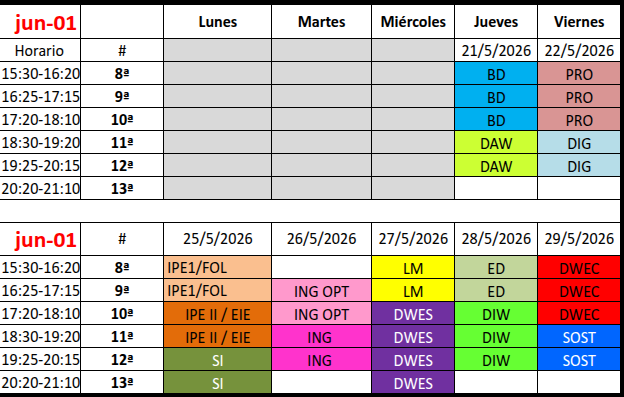 jun-01 Lunes Martes Miércoles Jueves Viernes
Horario # 21/5/2026 22/5/2026
15:30-16:20 8ª BD PRO
16:25-17:15 9ª BD PRO
17:20-18:10 10ª BD PRO
18:30-19:20 11ª DAW DIG
19:25-20:15 12ª DAW DIG
20:20-21:10 13ª
jun-01 # 25/5/2026 26/5/2026 27/5/2026 28/5/2026 29/5/2026
15:30-16:20 8ª IPE1/FOL LM ED DWEC
16:25-17:15 9ª IPE1/FOL ING OPT LM ED DWEC
17:20-18:10 10ª IPE II / EIE ING OPT DWES DIW DWEC
18:30-19:20 11ª IPE II / EIE ING DWES DIW SOST
19:25-20:15 12ª SI ING DWES DIW SOST
20:20-21:10 13ª SI DWES